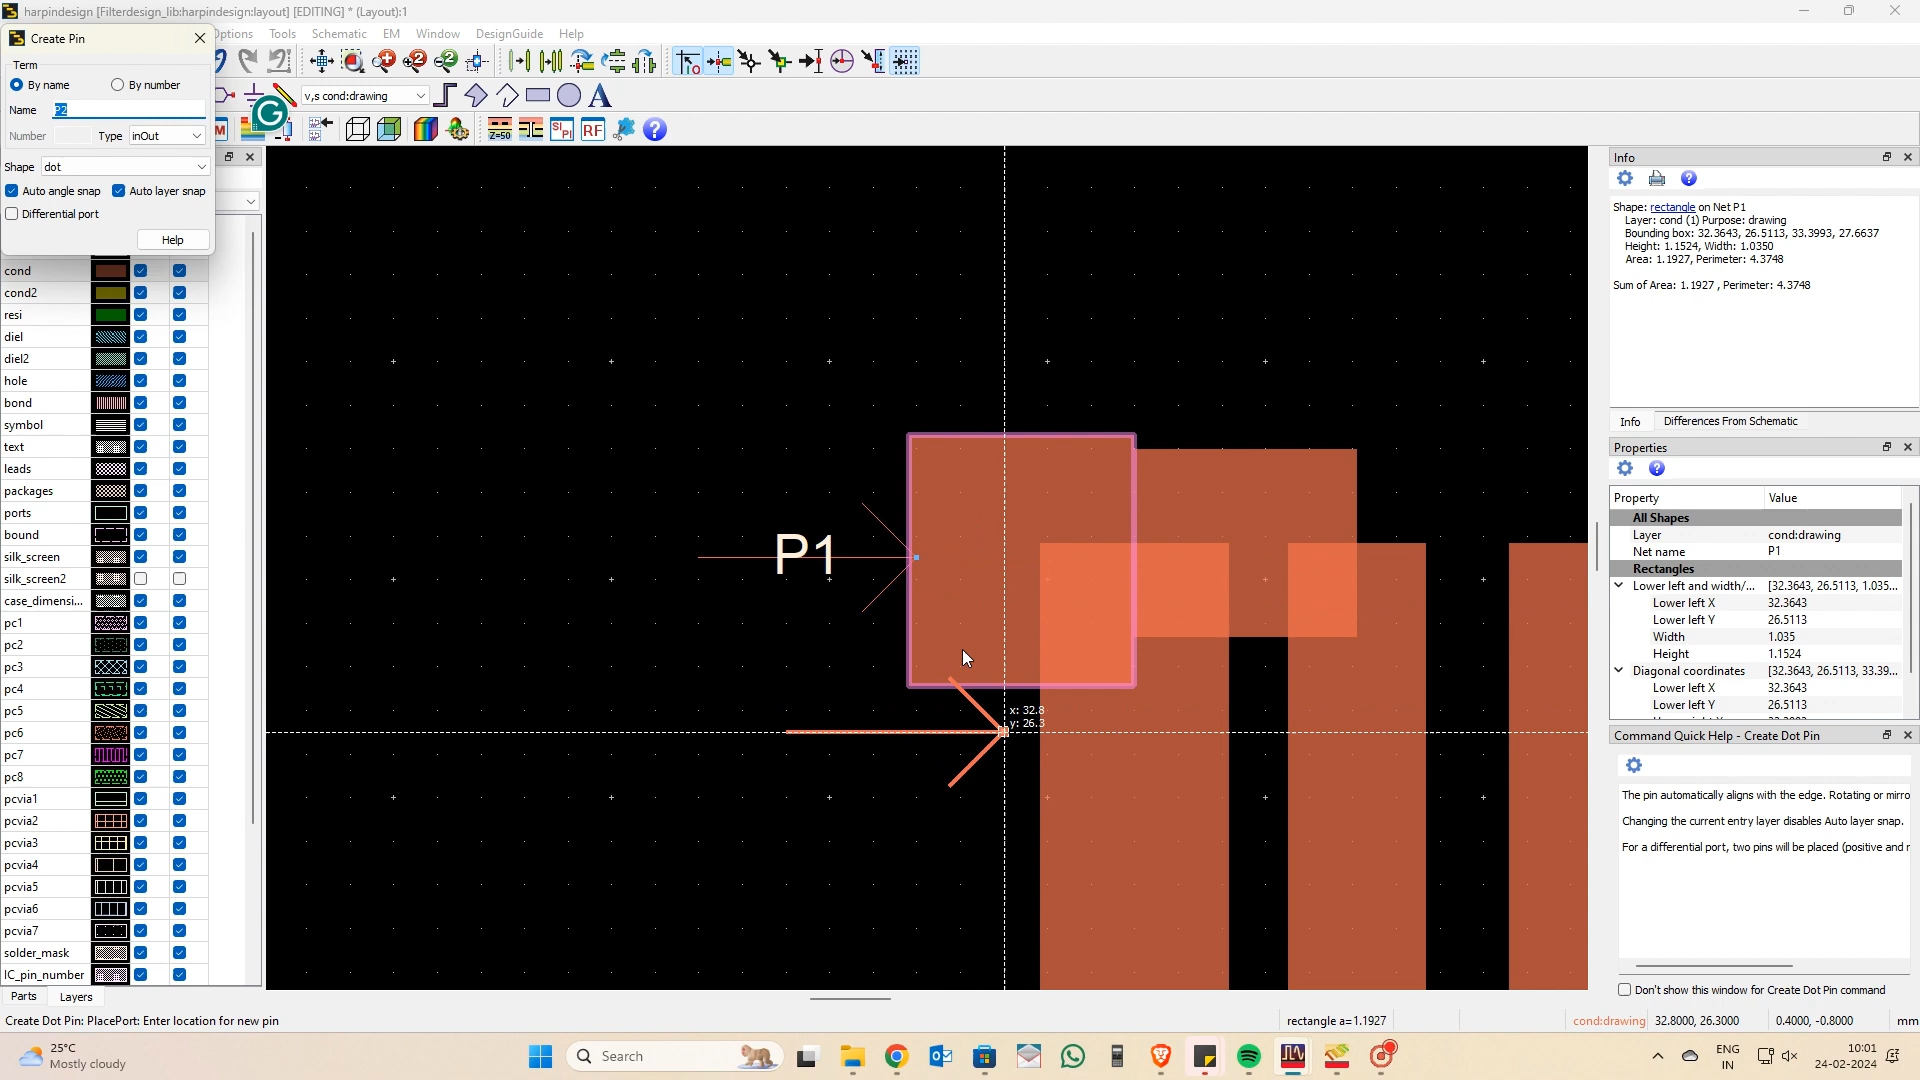 harpindesign [Filterdesign_lib:harpindesign:layout] [EDITING] * (Layout):1
Create Pin
Options Tools Schematic EM Window DesignGuide Help
Term
By name By number
Name P2
Number Type inOut
Shape dot
Auto angle snap Auto layer snap
Differential port
Help
v,s cond:drawing
Z=50
SI PI
RF
cond
cond2
resi
diel
diel2
hole
bond
symbol
text
leads
packages
ports
bound
silk_screen
silk_screen2
case_dimensi...
pc1
pc2
pc3
pc4
pc5
pc6
pc7
pc8
pcvia1
pcvia2
pcvia3
pcvia4
pcvia5
pcvia6
pcvia7
solder_mask
IC_pin_number
Parts Layers
P1
x: 32.8
y: 26.3
Info
Shape: rectangle on Net P1
Layer: cond (1) Purpose: drawing
Bounding box: 32.3643, 26.5113, 33.3993, 27.6637
Height: 1.1524, Width: 1.0350
Area: 1.1927, Perimeter: 4.3748
Sum of Area: 1.1927 , Perimeter: 4.3748
Info Differences From Schematic
Properties
Property Value
All Shapes
Layer cond:drawing
Net name P1
Rectangles
Lower left and width/... [32.3643, 26.5113, 1.035...
Lower left X 32.3643
Lower left Y 26.5113
Width 1.035
Height 1.1524
Diagonal coordinates [32.3643, 26.5113, 33.39...
Lower left X 32.3643
Lower left Y 26.5113
Command Quick Help - Create Dot Pin
The pin automatically aligns with the edge. Rotating or mirro
Changing the current entry layer disables Auto layer snap.
For a differential port, two pins will be placed (positive and r
Don't show this window for Create Dot Pin command
Create Dot Pin: PlacePort: Enter location for new pin
rectangle a=1.1927
cond:drawing 32.8000, 26.3000 0.4000, -0.8000 mm
25°C
Mostly cloudy
Search
ENG
IN
10:01
24-02-2024